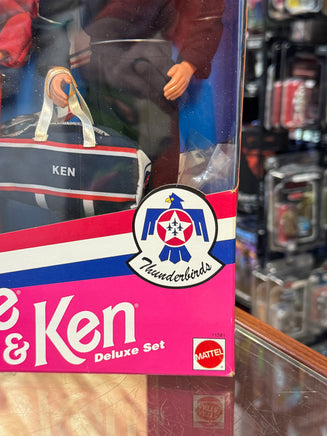 KEN
Thunderbirds
& Ken
Deluxe Set
MATTEL